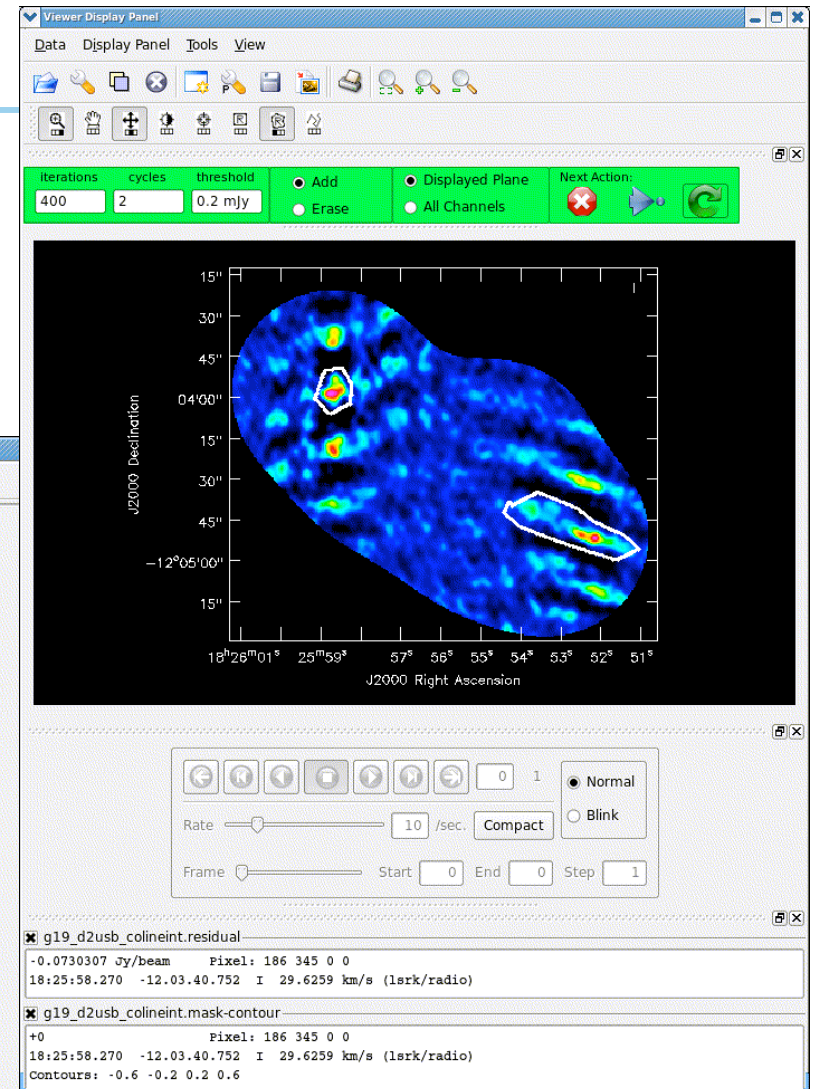 Viewer Display Panel
Data Display Panel Tools View
iterations cycles threshold
400 2 0.2 mJy
Add
Erase
Displayed Plane
All Channels
Next Action:
15"
30"
45"
04'00"
15"
30"
45"
-12°05'00"
15"
J2000 Declination
I
18ʰ26ᵐ01ˢ 25ᵐ59ˢ 57ˢ 56ˢ 55ˢ 54ˢ 53ˢ 52ˢ 51ˢ
J2000 Right Ascension
0 1
Normal
Blink
Rate 10 /sec. Compact
Frame Start 0 End 0 Step 1
g19_d2usb_colineint.residual
-0.0730307 Jy/beam Pixel: 186 345 0 0
18:25:58.270 -12.03.40.752 I 29.6259 km/s (lsrk/radio)
g19_d2usb_colineint.mask-contour
+0 Pixel: 186 345 0 0
18:25:58.270 -12.03.40.752 I 29.6259 km/s (lsrk/radio)
Contours: -0.6 -0.2 0.2 0.6